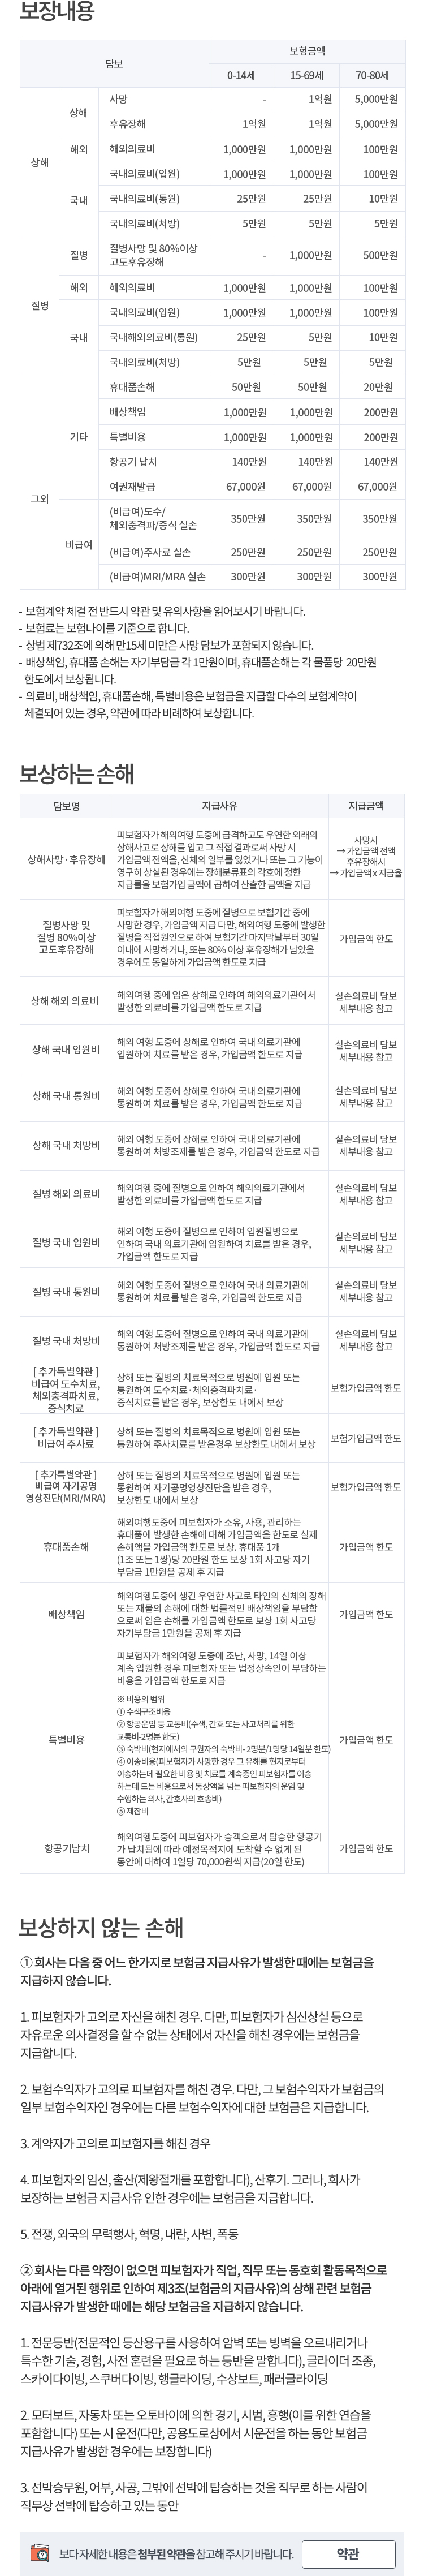 보장내용
담보
보험금액
0-14세
15-69세
70-80세
상해
상해
사망
-
1억원
5,000만원
후유장해
1억원
1억원
5,000만원
해외
해외의료비
1,000만원
1,000만원
100만원
국내
국내의료비(입원)
1,000만원
1,000만원
100만원
국내의료비(통원)
25만원
25만원
10만원
국내의료비(처방)
5만원
5만원
5만원
질병
질병
질병사망 및 80%이상
고도후유장해
-
1,000만원
500만원
해외
해외의료비
1,000만원
1,000만원
100만원
국내
국내의료비(입원)
1,000만원
1,000만원
100만원
국내해외의료비(통원)
25만원
5만원
10만원
국내의료비(처방)
5만원
5만원
5만원
그외
기타
휴대품손해
50만원
50만원
20만원
배상책임
1,000만원
1,000만원
200만원
특별비용
1,000만원
1,000만원
200만원
항공기 납치
140만원
140만원
140만원
여권재발급
67,000원
67,000원
67,000원
비급여
(비급여)도수/
체외충격파/증식 실손
350만원
350만원
350만원
(비급여)주사료 실손
250만원
250만원
250만원
(비급여)MRI/MRA 실손
300만원
300만원
300만원
- 보험계약 체결 전 반드시 약관 및 유의사항을 읽어보시기 바랍니다.
- 보험료는 보험나이를 기준으로 합니다.
- 상법 제732조에 의해 만15세 미만은 사망 담보가 포함되지 않습니다.
- 배상책임, 휴대품 손해는 자기부담금 각 1만원이며, 휴대품손해는 각 물품당 20만원
한도에서 보상됩니다.
- 의료비, 배상책임, 휴대품손해, 특별비용은 보험금을 지급할 다수의 보험계약이
체결되어 있는 경우, 약관에 따라 비례하여 보상합니다.
보상하는 손해
담보명
지급사유
지급금액
상해사망·후유장해
피보험자가 해외여행 도중에 급격하고도 우연한 외래의
상해사고로 상해를 입고 그 직접 결과로써 사망 시
가입금액 전액을, 신체의 일부를 잃었거나 또는 그 기능이
영구히 상실된 경우에는 장해분류표의 각호에 정한
지급률을 보험가입 금액에 곱하여 산출한 금액을 지급
사망시
→ 가입금액 전액
후유장해시
→ 가입금액 x 지급율
질병사망 및
질병 80%이상
고도후유장해
피보험자가 해외여행 도중에 질병으로 보험기간 중에
사망한 경우, 가입금액 지급 다만, 해외여행 도중에 발생한
질병을 직접원인으로 하여 보험기간 마지막날부터 30일
이내에 사망하거나, 또는 80% 이상 후유장해가 남았을
경우에도 동일하게 가입금액 한도로 지급
가입금액 한도
상해 해외 의료비
해외여행 중에 입은 상해로 인하여 해외의료기관에서
발생한 의료비를 가입금액 한도로 지급
실손의료비 담보
세부내용 참고
상해 국내 입원비
해외 여행 도중에 상해로 인하여 국내 의료기관에
입원하여 치료를 받은 경우, 가입금액 한도로 지급
실손의료비 담보
세부내용 참고
상해 국내 통원비
해외 여행 도중에 상해로 인하여 국내 의료기관에
통원하여 치료를 받은 경우, 가입금액 한도로 지급
실손의료비 담보
세부내용 참고
상해 국내 처방비
해외 여행 도중에 상해로 인하여 국내 의료기관에
통원하여 처방조제를 받은 경우, 가입금액 한도로 지급
실손의료비 담보
세부내용 참고
질병 해외 의료비
해외여행 중에 질병으로 인하여 해외의료기관에서
발생한 의료비를 가입금액 한도로 지급
실손의료비 담보
세부내용 참고
질병 국내 입원비
해외 여행 도중에 질병으로 인하여 입원질병으로
인하여 국내 의료기관에 입원하여 치료를 받은 경우,
가입금액 한도로 지급
실손의료비 담보
세부내용 참고
질병 국내 통원비
해외 여행 도중에 질병으로 인하여 국내 의료기관에
통원하여 치료를 받은 경우, 가입금액 한도로 지급
실손의료비 담보
세부내용 참고
질병 국내 처방비
해외 여행 도중에 질병으로 인하여 국내 의료기관에
통원하여 처방조제를 받은 경우, 가입금액 한도로 지급
실손의료비 담보
세부내용 참고
[ 추가특별약관 ]
비급여 도수치료,
체외충격파치료,
증식치료
상해 또는 질병의 치료목적으로 병원에 입원 또는
통원하여 도수치료·체외충격파치료·
증식치료를 받은 경우, 보상한도 내에서 보상
보험가입금액 한도
[ 추가특별약관 ]
비급여 주사료
상해 또는 질병의 치료목적으로 병원에 입원 또는
통원하여 주사치료를 받은경우 보상한도 내에서 보상
보험가입금액 한도
[ 추가특별약관 ]
비급여 자기공명
영상진단(MRI/MRA)
상해 또는 질병의 치료목적으로 병원에 입원 또는
통원하여 자기공명영상진단을 받은 경우,
보상한도 내에서 보상
보험가입금액 한도
휴대품손해
해외여행도중에 피보험자가 소유, 사용, 관리하는
휴대품에 발생한 손해에 대해 가입금액을 한도로 실제
손해액을 가입금액 한도로 보상. 휴대품 1개
(1조 또는 1쌍)당 20만원 한도 보상 1회 사고당 자기
부담금 1만원을 공제 후 지급
가입금액 한도
배상책임
해외여행도중에 생긴 우연한 사고로 타인의 신체의 장해
또는 재물의 손해에 대한 법률적인 배상책임을 부담함
으로써 입은 손해를 가입금액 한도로 보상 1회 사고당
자기부담금 1만원을 공제 후 지급
가입금액 한도
특별비용
피보험자가 해외여행 도중에 조난, 사망, 14일 이상
계속 입원한 경우 피보험자 또는 법정상속인이 부담하는
비용을 가입금액 한도로 지급
※ 비용의 범위
① 수색구조비용
② 항공운임 등 교통비(수색, 간호 또는 사고처리를 위한
교통비-2명분 한도)
③ 숙박비(현지에서의 구원자의 숙박비- 2명분/1명당 14일분 한도)
④ 이송비용(피보험자가 사망한 경우 그 유해를 현지로부터
이송하는데 필요한 비용 및 치료를 계속중인 피보험자를 이송
하는데 드는 비용으로서 통상액을 넘는 피보험자의 운임 및
수행하는 의사, 간호사의 호송비)
⑤ 제잡비
가입금액 한도
항공기납치
해외여행도중에 피보험자가 승객으로서 탑승한 항공기
가 납치됨에 따라 예정목적지에 도착할 수 없게 된
동안에 대하여 1일당 70,000원씩 지급(20일 한도)
가입금액 한도
보상하지 않는 손해
① 회사는 다음 중 어느 한가지로 보험금 지급사유가 발생한 때에는 보험금을
지급하지 않습니다.
1. 피보험자가 고의로 자신을 해친 경우. 다만, 피보험자가 심신상실 등으로
자유로운 의사결정을 할 수 없는 상태에서 자신을 해친 경우에는 보험금을
지급합니다.
2. 보험수익자가 고의로 피보험자를 해친 경우. 다만, 그 보험수익자가 보험금의
일부 보험수익자인 경우에는 다른 보험수익자에 대한 보험금은 지급합니다.
3. 계약자가 고의로 피보험자를 해친 경우
4. 피보험자의 임신, 출산(제왕절개를 포함합니다), 산후기. 그러나, 회사가
보장하는 보험금 지급사유 인한 경우에는 보험금을 지급합니다.
5. 전쟁, 외국의 무력행사, 혁명, 내란, 사변, 폭동
② 회사는 다른 약정이 없으면 피보험자가 직업, 직무 또는 동호회 활동목적으로
아래에 열거된 행위로 인하여 제3조(보험금의 지급사유)의 상해 관련 보험금
지급사유가 발생한 때에는 해당 보험금을 지급하지 않습니다.
1. 전문등반(전문적인 등산용구를 사용하여 암벽 또는 빙벽을 오르내리거나
특수한 기술, 경험, 사전 훈련을 필요로 하는 등반을 말합니다), 글라이더 조종,
스카이다이빙, 스쿠버다이빙, 행글라이딩, 수상보트, 패러글라이딩
2. 모터보트, 자동차 또는 오토바이에 의한 경기, 시범, 흥행(이를 위한 연습을
포함합니다) 또는 시 운전(다만, 공용도로상에서 시운전을 하는 동안 보험금
지급사유가 발생한 경우에는 보장합니다)
3. 선박승무원, 어부, 사공, 그밖에 선박에 탑승하는 것을 직무로 하는 사람이
직무상 선박에 탑승하고 있는 동안
보다 자세한 내용은 첨부된 약관을 참고해 주시기 바랍니다.
약관